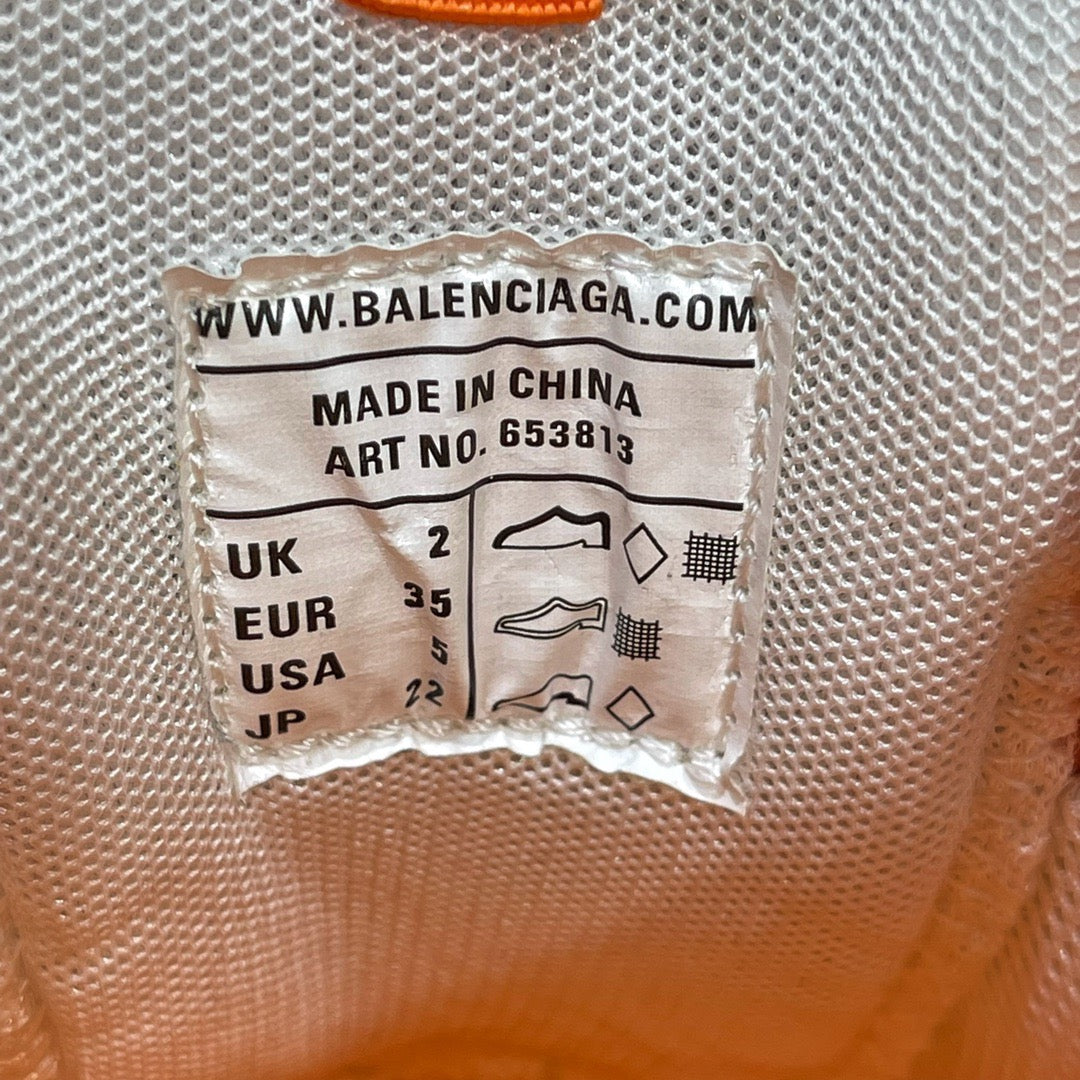 WWW.BALENCIAGA.COM
MADE IN CHINA
ART NO. 653813
UK 2
EUR 35
USA 5
JP 22